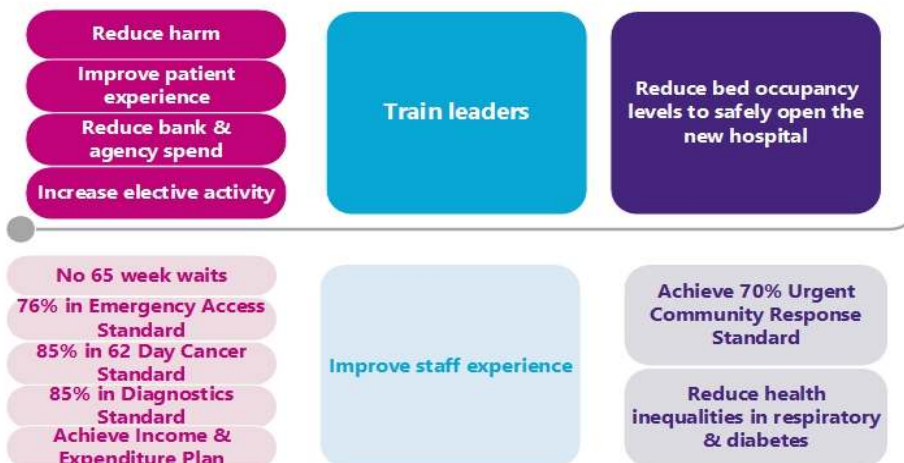 Reduce harm
Improve patient
experience
Reduce bank &
agency spend
Increase elective activity
Train leaders
Reduce bed occupancy
levels to safely open the
new hospital
No 65 week waits
76% in Emergency Access
Standard
85% in 62 Day Cancer
Standard
85% in Diagnostics
Standard
Achieve Income &
Expenditure Plan
Improve staff experience
Achieve 70% Urgent
Community Response
Standard
Reduce health
inequalities in respiratory
& diabetes